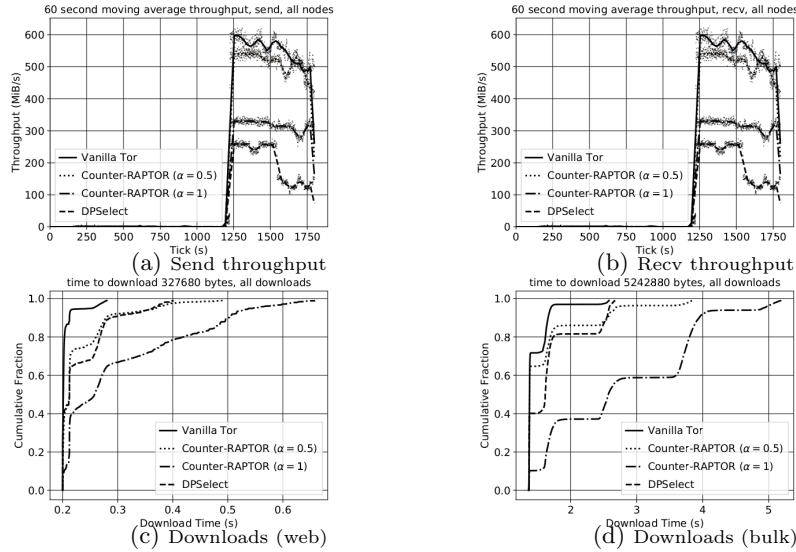 60 second moving average throughput, send, all nodes
Throughput (MiB/s)
600
500
400
300
200
100
0
Vanilla Tor
Counter-RAPTOR (α = 0.5)
Counter-RAPTOR (α = 1)
DPSelect
0 250 500 750 1000 1250 1500 1750
Tick (s)
(a) Send throughput
60 second moving average throughput, recv, all nodes
Throughput (MiB/s)
600
500
400
300
200
100
0
Vanilla Tor
Counter-RAPTOR (α = 0.5)
Counter-RAPTOR (α = 1)
DPSelect
0 250 500 750 1000 1250 1500 1750
Tick (s)
(b) Recv throughput
time to download 327680 bytes, all downloads
Cumulative Fraction
1.0
0.8
0.6
0.4
0.2
0.0
Vanilla Tor
Counter-RAPTOR (α = 0.5)
Counter-RAPTOR (α = 1)
DPSelect
0.2 0.3 0.4 0.5 0.6
Download Time (s)
(c) Downloads (web)
time to download 5242880 bytes, all downloads
Cumulative Fraction
1.0
0.8
0.6
0.4
0.2
0.0
Vanilla Tor
Counter-RAPTOR (α = 0.5)
Counter-RAPTOR (α = 1)
DPSelect
2 3 4 5
Download Time (s)
(d) Downloads (bulk)